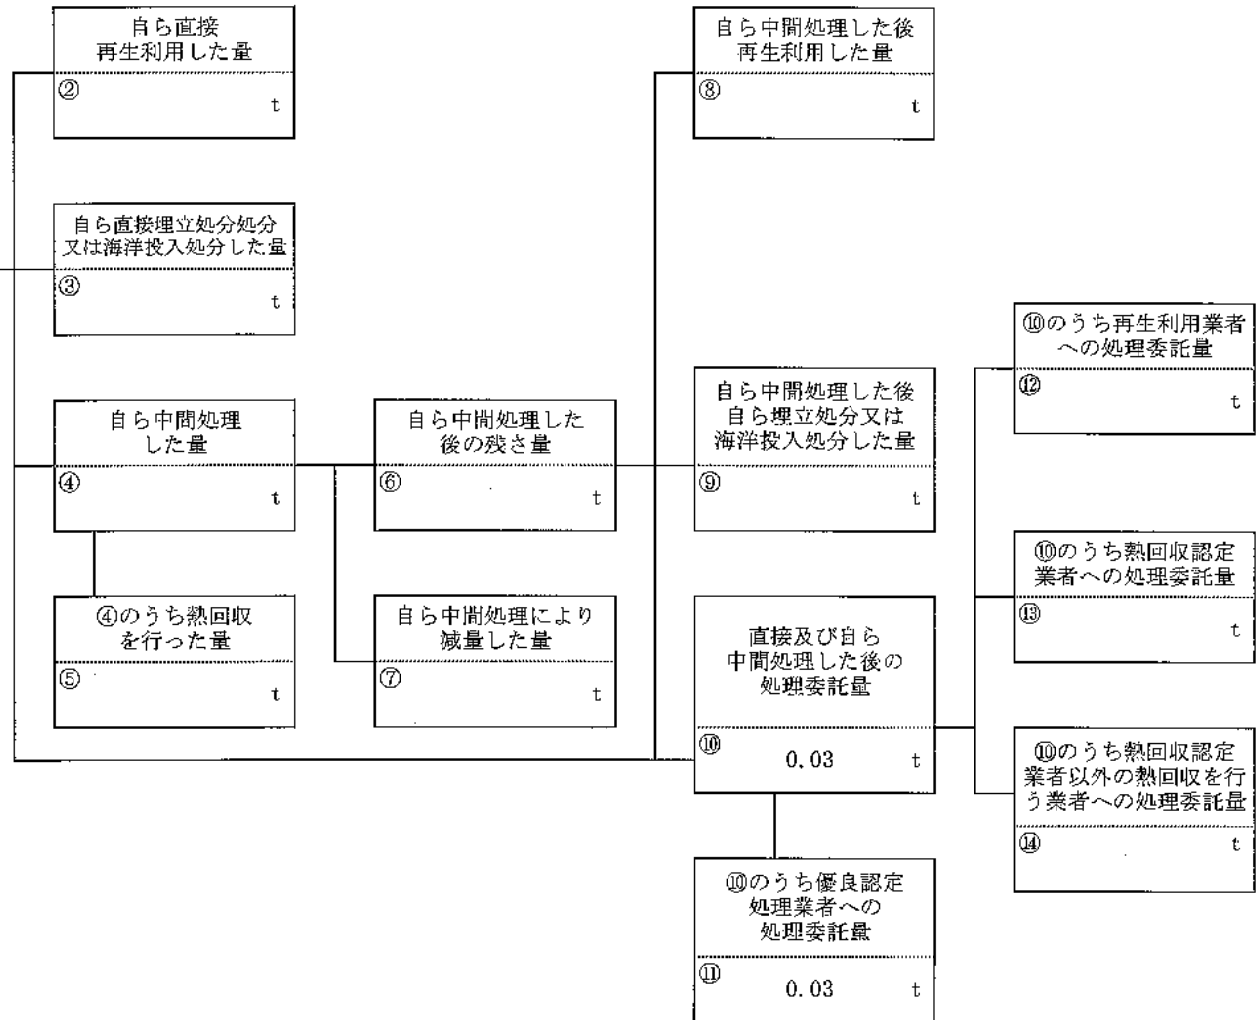 自ら直接
再生利用した量
②
t
自ら中間処理した後
再生利用した量
⑧
t
自ら直接埋立処分処分
又は海洋投入処分した量
③
t
⑩のうち再生利用業者
への処理委託量
⑫
t
自ら中間処理
した量
④
t
自ら中間処理した
後の残さ量
⑥
t
自ら中間処理した後
自ら埋立処分又は
海洋投入処分した量
⑨
t
⑩のうち熱回収認定
業者への処理委託量
⑬
t
④のうち熱回収
を行った量
⑤
t
自ら中間処理により
減量した量
⑦
t
直接及び自ら
中間処理した後の
処理委託量
⑩
0.03 t
⑩のうち熱回収認定
業者以外の熱回収を行
う業者への処理委託量
⑭
t
⑩のうち優良認定
処理業者への
処理委託量
⑪
0.03 t